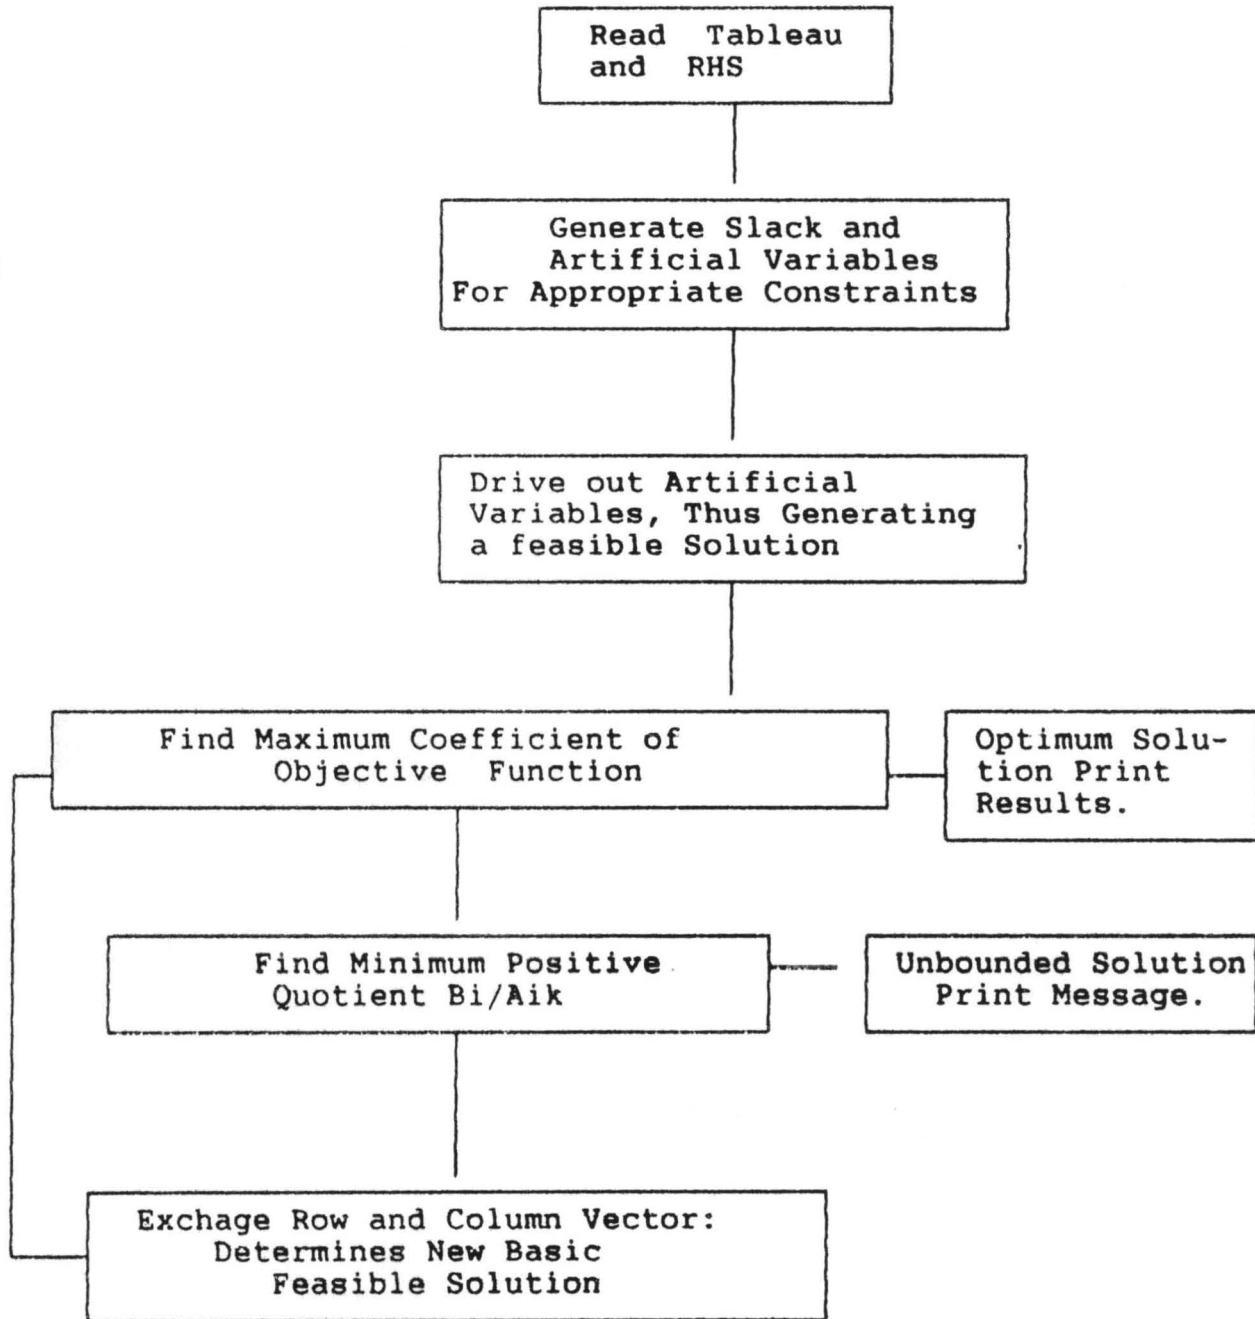 Read Tableau
and RHS
Generate Slack and
Artificial Variables
For Appropriate Constraints
Drive out Artificial
Variables, Thus Generating
a feasible Solution
Find Maximum Coefficient of
Objective Function
Optimum Solu-
tion Print
Results.
Find Minimum Positive
Quotient Bi/Aik
Unbounded Solution
Print Message.
Exchage Row and Column Vector:
Determines New Basic
Feasible Solution